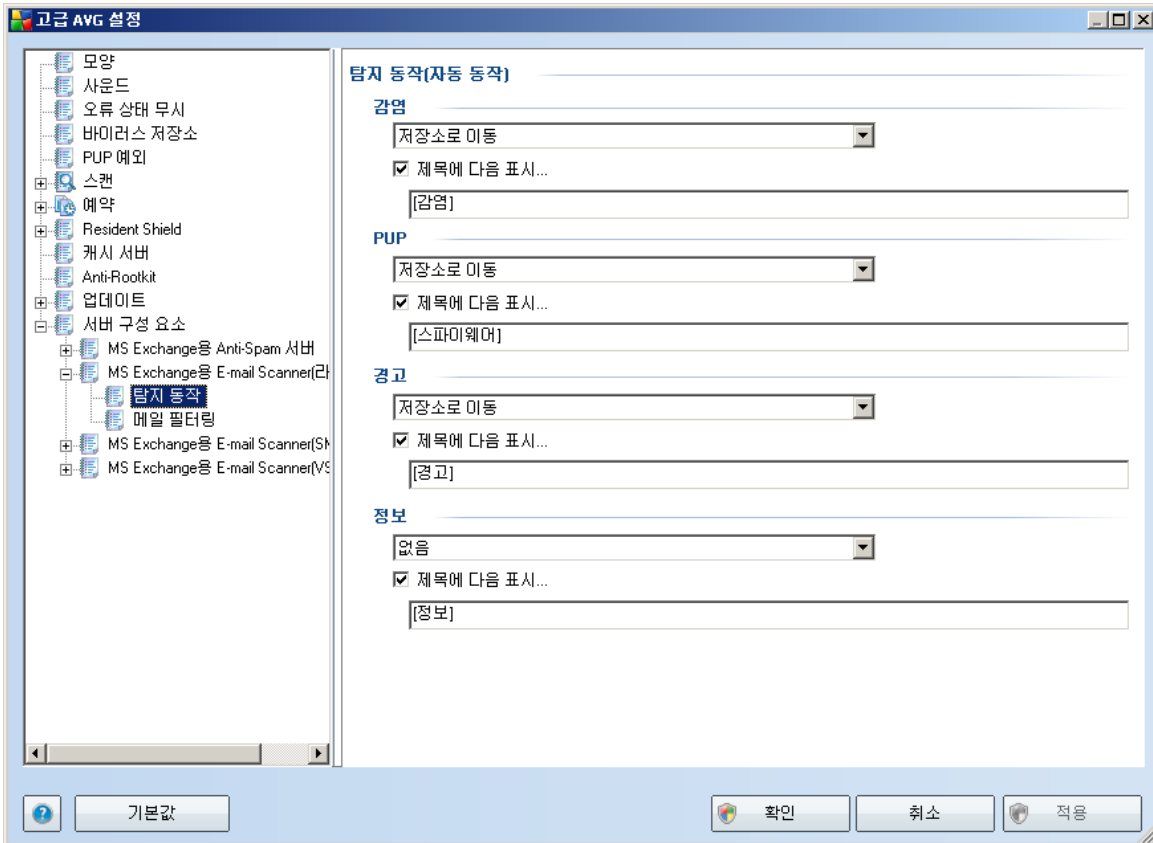 고급 AVG 설정
모양
사운드
오류 상태 무시
바이러스 저장소
PUP 예외
스캔
예약
Resident Shield
캐시 서버
Anti-Rootkit
업데이트
서버 구성 요소
MS Exchange용 Anti-Spam 서버
MS Exchange용 E-mail Scanner(라
탐지 동작
메일 필터링
MS Exchange용 E-mail Scanner(SM
MS Exchange용 E-mail Scanner(VS
탐지 동작(자동 동작)
감염
저장소로 이동
제목에 다음 표시...
[감염]
PUP
저장소로 이동
제목에 다음 표시...
[스파이웨어]
경고
저장소로 이동
제목에 다음 표시...
[경고]
정보
없음
제목에 다음 표시...
[정보]
기본값
확인
취소
적용